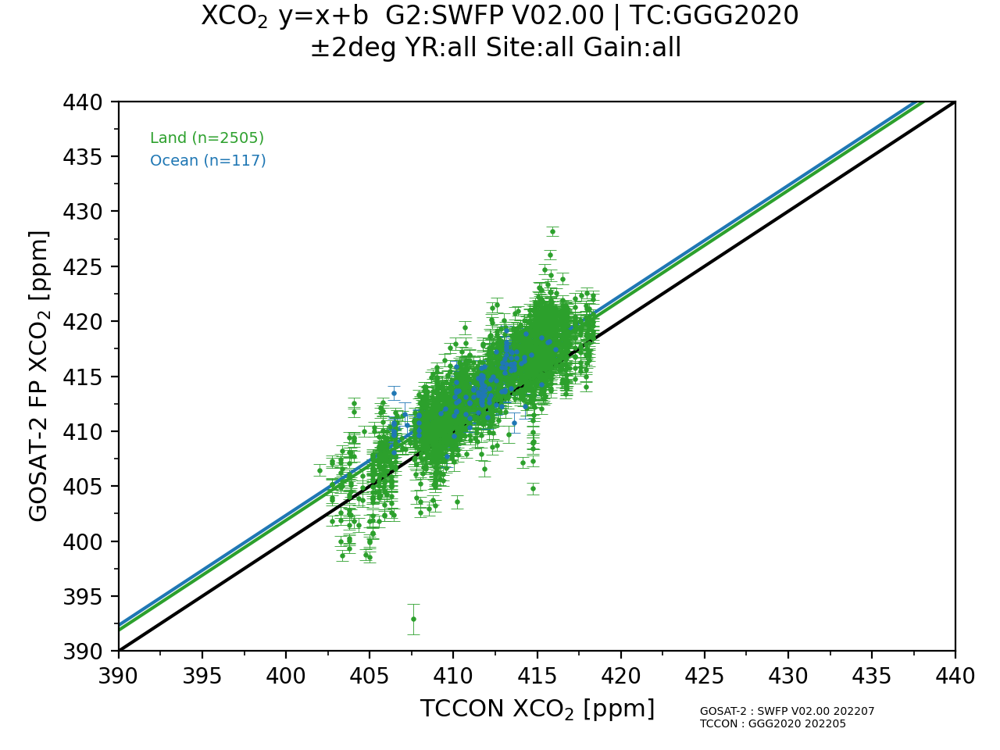 XCO₂ y=x+b  G2:SWFP V02.00 | TC:GGG2020
±2deg YR:all Site:all Gain:all
440
435
430
425
420
415
410
405
400
395
390
Land (n=2505)
Ocean (n=117)
GOSAT-2 FP XCO₂ [ppm]
390 395 400 405 410 415 420 425 430 435 440
TCCON XCO₂ [ppm]
GOSAT-2 : SWFP V02.00 202207
TCCON : GGG2020 202205